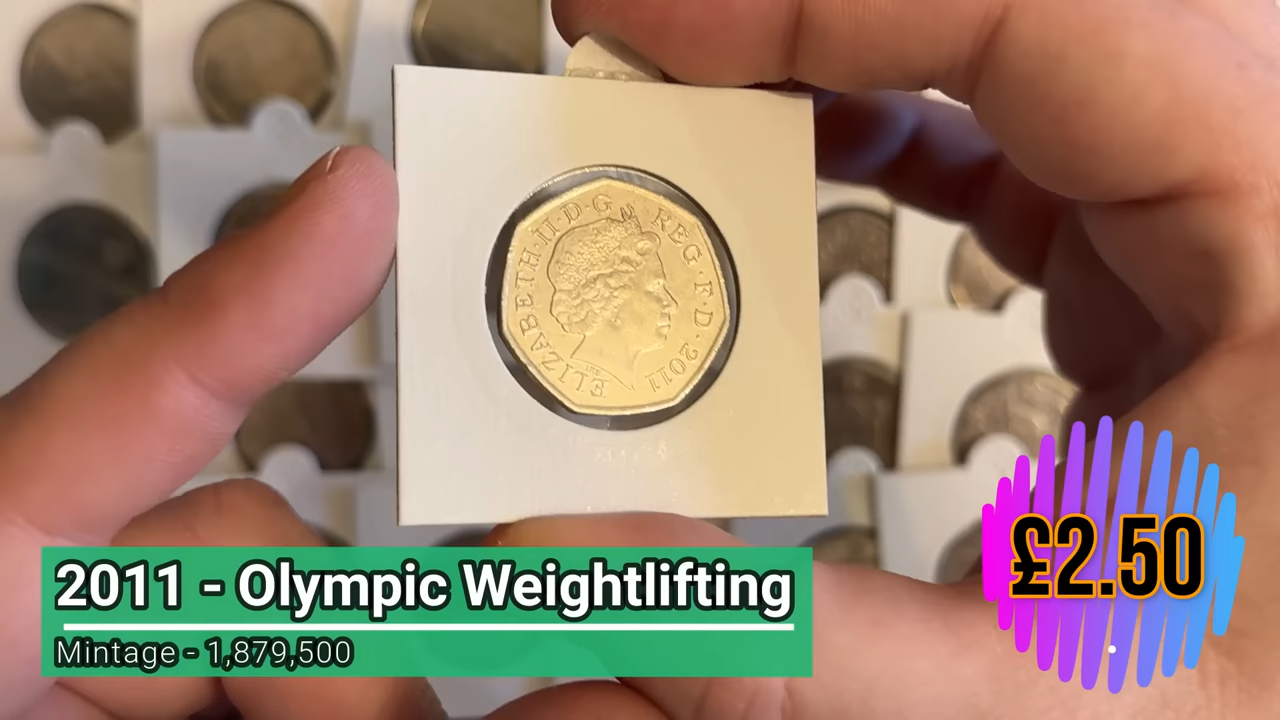 ELIZABETH·II·D·G REG·F·D·2011
2011 - Olympic Weightlifting
Mintage - 1,879,500
£2.50